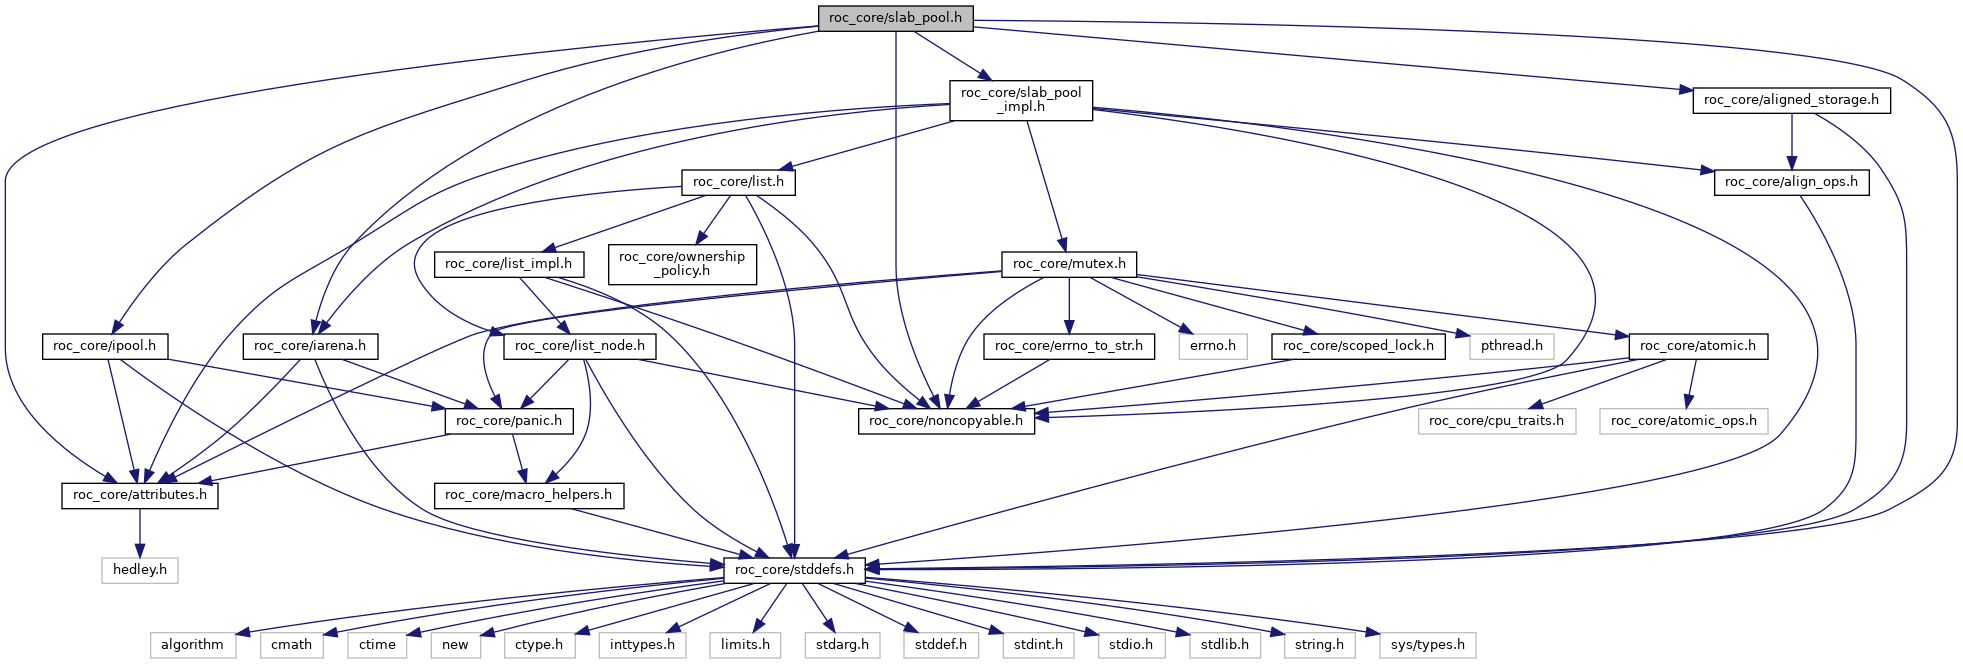 roc_core/slab_pool.h
roc_core/slab_pool
_impl.h
roc_core/aligned_storage.h
roc_core/list.h
roc_core/align_ops.h
roc_core/list_impl.h
roc_core/ownership
_policy.h
roc_core/mutex.h
roc_core/ipool.h
roc_core/iarena.h
roc_core/list_node.h
roc_core/errno_to_str.h
errno.h
roc_core/scoped_lock.h
pthread.h
roc_core/atomic.h
roc_core/panic.h
roc_core/noncopyable.h
roc_core/cpu_traits.h
roc_core/atomic_ops.h
roc_core/attributes.h
roc_core/macro_helpers.h
hedley.h
roc_core/stddefs.h
algorithm
cmath
ctime
new
ctype.h
inttypes.h
limits.h
stdarg.h
stddef.h
stdint.h
stdio.h
stdlib.h
string.h
sys/types.h